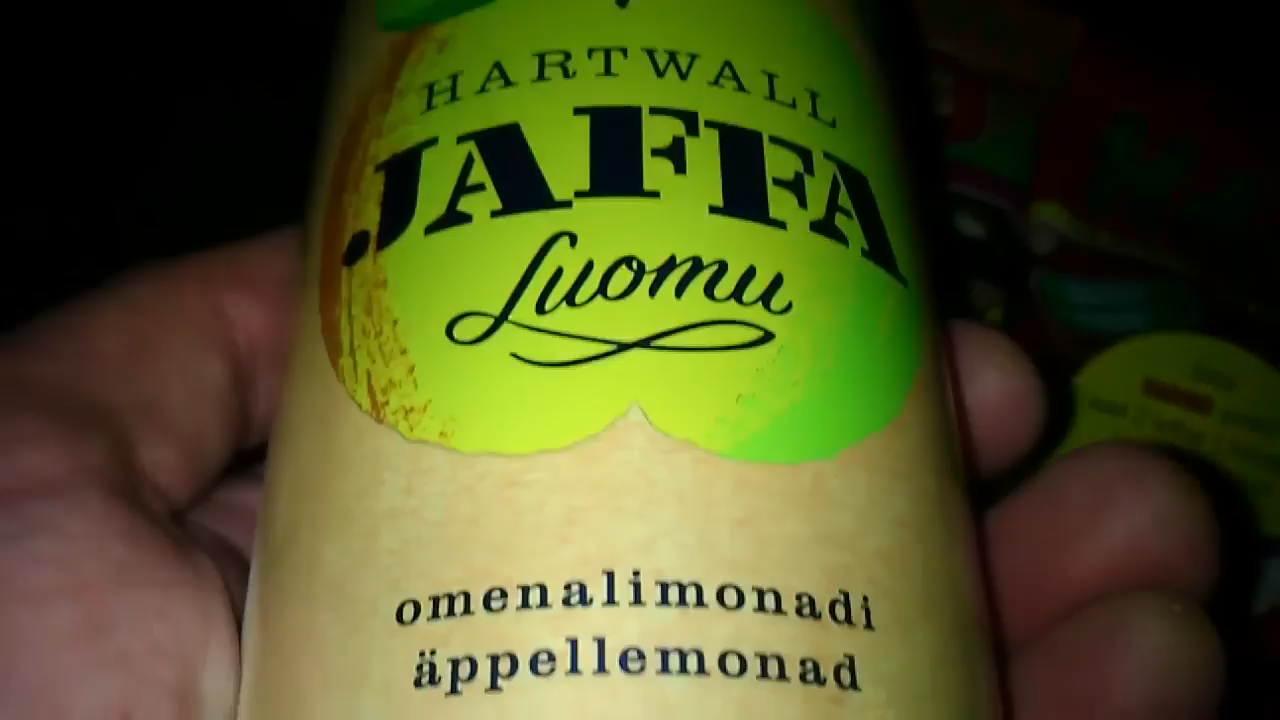 HARTWALL
JAFFA
Luomu
omenalimonadi
äppellemonad